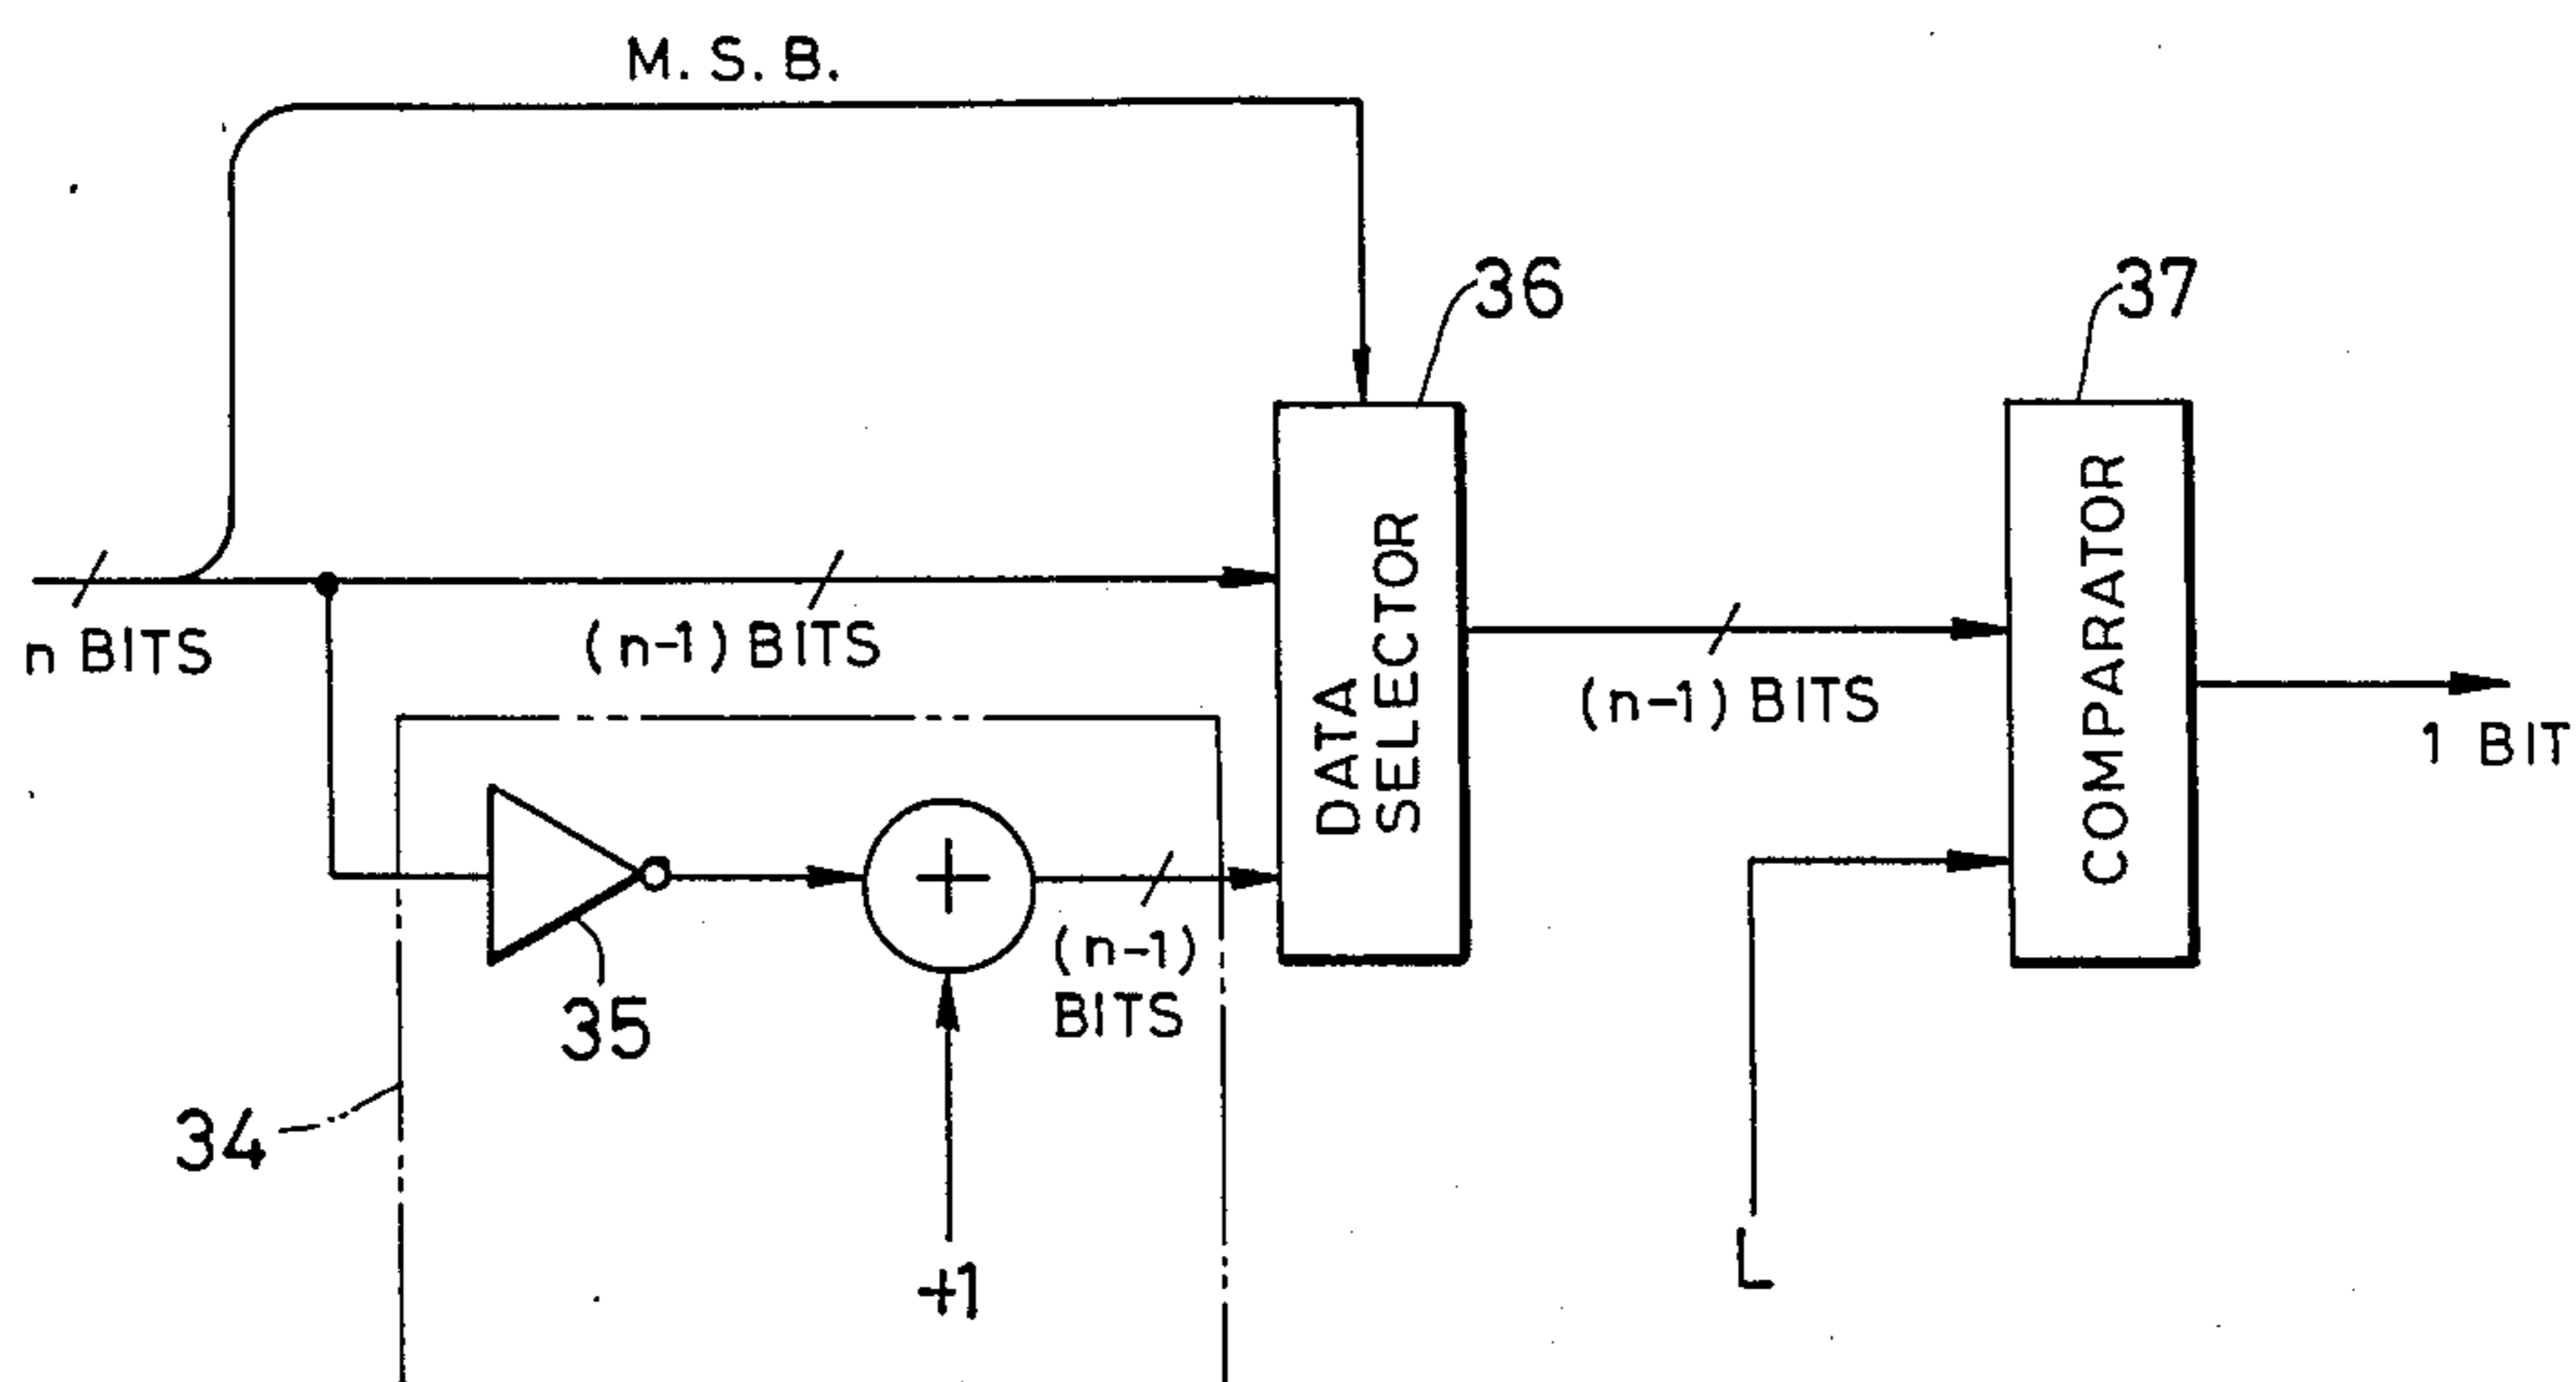 M. S. B.
36
37
n BITS
(n-1) BITS
DATA
SELECTOR
(n-1) BITS
COMPARATOR
1 BIT
35
(n-1)
BITS
34
+1
L